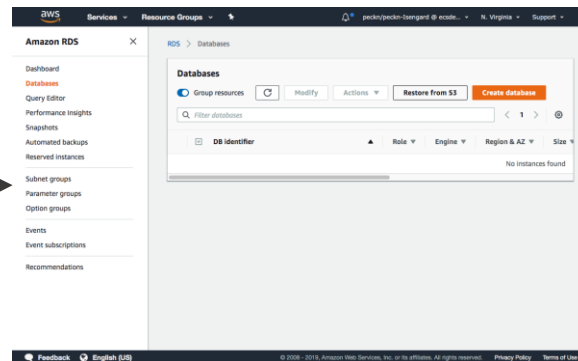 aws Services Resource Groups peckn/peckn-Isengard @ ecsde... N. Virginia Support
Amazon RDS
RDS > Databases
Dashboard
Databases
Query Editor
Performance Insights
Snapshots
Automated backups
Reserved instances
Subnet groups
Parameter groups
Option groups
Events
Event subscriptions
Recommendations
Databases
Group resources Modify Actions Restore from S3 Create database
Filter databases < 1 >
DB identifier Role Engine Region & AZ Size
No instances found
Feedback English (US) © 2008 - 2019, Amazon Web Services, Inc. or its affiliates. All rights reserved. Privacy Policy Terms of Use